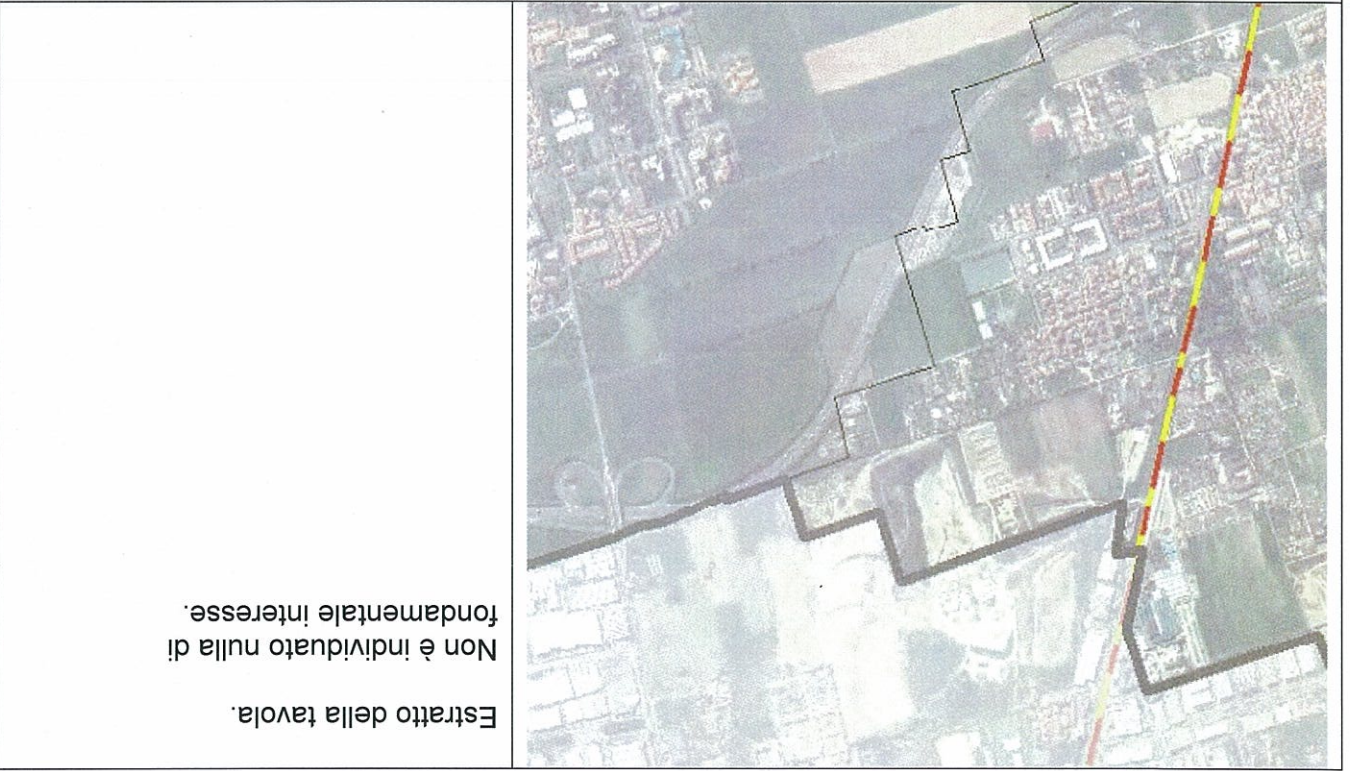 Estratto della tavola.
Non è individuato nulla di
fondamentale interesse.